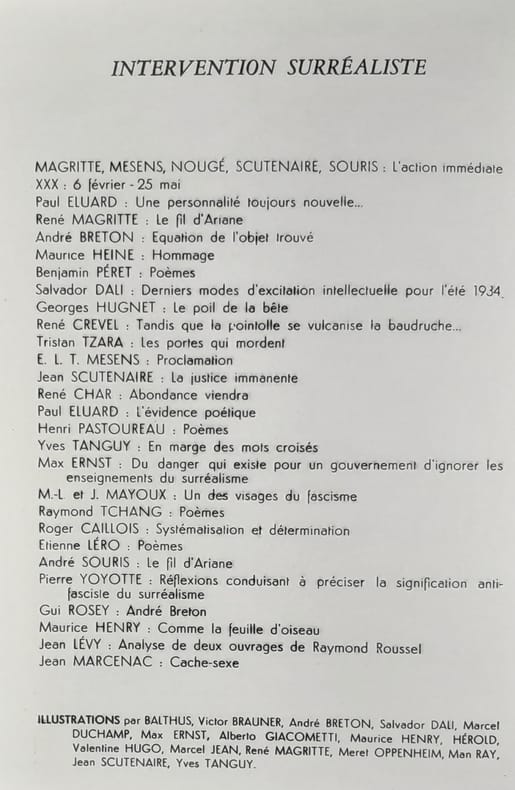 INTERVENTION SURRÉALISTE
MAGRITTE, MESENS, NOUGÉ, SCUTENAIRE, SOURIS : L'action immédiate
XXX : 6 février - 25 mai
Paul ELUARD : Une personnalité toujours nouvelle...
René MAGRITTE : Le fil d'Ariane
André BRETON : Equation de l'objet trouvé
Maurice HEINE : Hommage
Benjamin PÉRET : Poèmes
Salvador DALI : Derniers modes d'excitation intellectuelle pour l'été 1934.
Georges HUGNET : Le poil de la bête
René CREVEL : Tandis que la pointolle se vulcanise la baudruche...
Tristan TZARA : Les portes qui mordent
E. L. T. MESENS : Proclamation
Jean SCUTENAIRE : La justice immanente
René CHAR : Abondance viendra
Paul ELUARD : L'évidence poétique
Henri PASTOUREAU : Poèmes
Yves TANGUY : En marge des mots croisés
Max ERNST : Du danger qui existe pour un gouvernement d'ignorer les
enseignements du surréalisme
M.-L et J. MAYOUX : Un des visages du fascisme
Raymond TCHANG : Poèmes
Roger CAILLOIS : Systématisation et détermination
Etienne LÉRO : Poèmes
André SOURIS : Le fil d'Ariane
Pierre YOYOTTE : Réflexions conduisant à préciser la signification anti-
fasciste du surréalisme
Gui ROSEY : André Breton
Maurice HENRY : Comme la feuille d'oiseau
Jean LÉVY : Analyse de deux ouvrages de Raymond Roussel
Jean MARCENAC : Cache-sexe
ILLUSTRATIONS par BALTHUS, Victor BRAUNER, André BRETON, Salvador DALI, Marcel
DUCHAMP, Max ERNST, Alberto GIACOMETTI, Maurice HENRY, HÉROLD,
Valentine HUGO, Marcel JEAN, René MAGRITTE, Meret OPPENHEIM, Man RAY,
Jean SCUTENAIRE, Yves TANGUY.